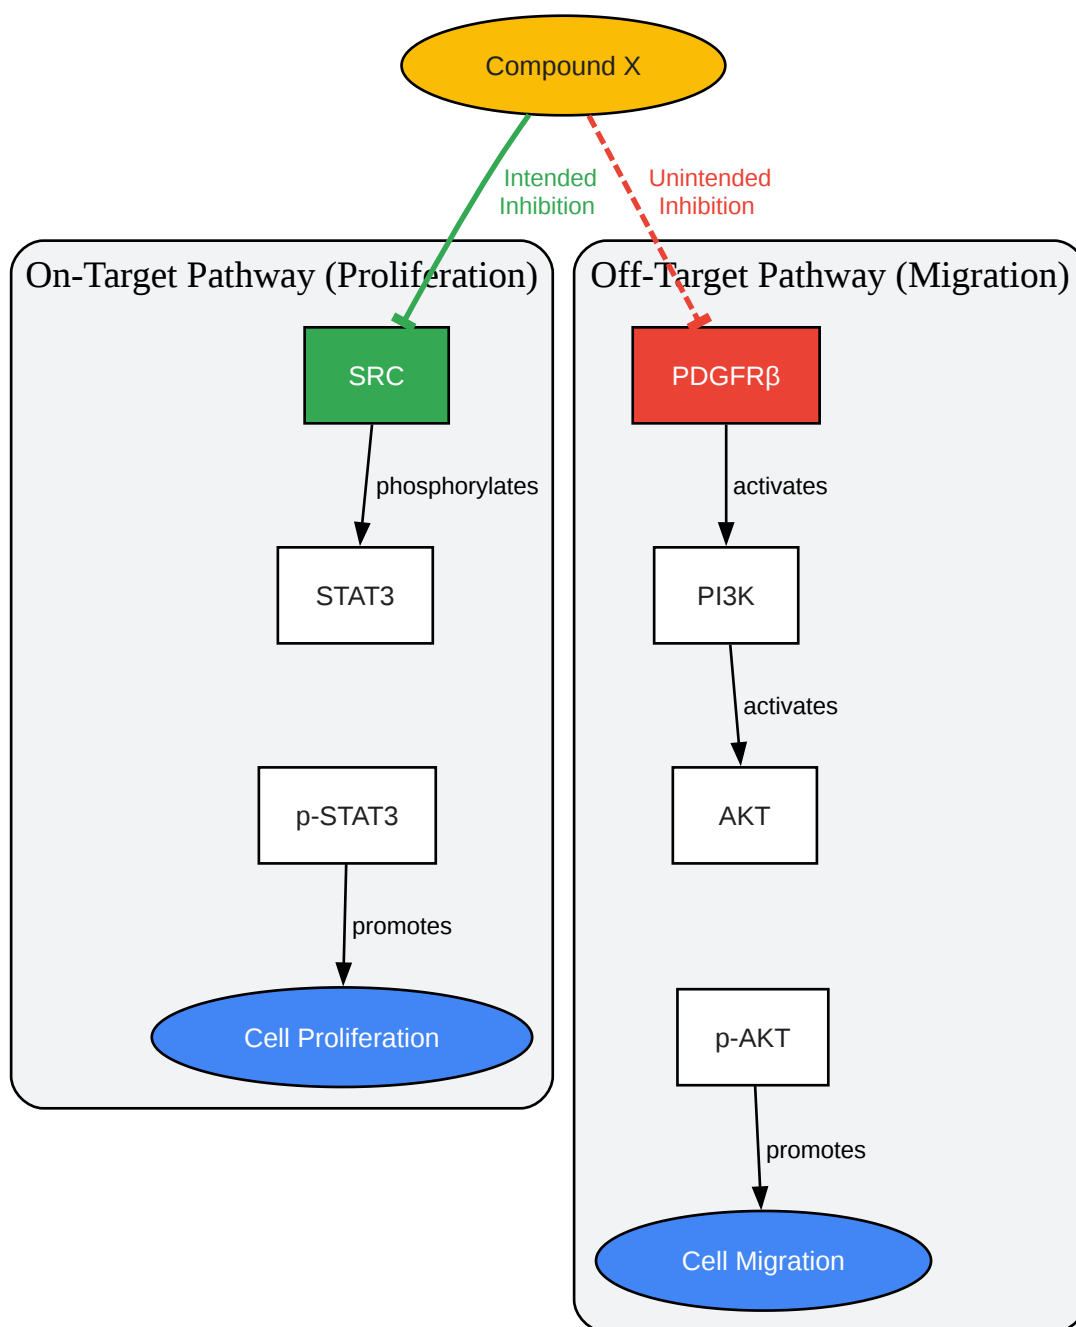 Compound X
Intended
Inhibition
Unintended
Inhibition
On-Target Pathway (Proliferation)
SRC
phosphorylates
STAT3
p-STAT3
promotes
Cell Proliferation
Off-Target Pathway (Migration)
PDGFRβ
activates
PI3K
activates
AKT
p-AKT
promotes
Cell Migration